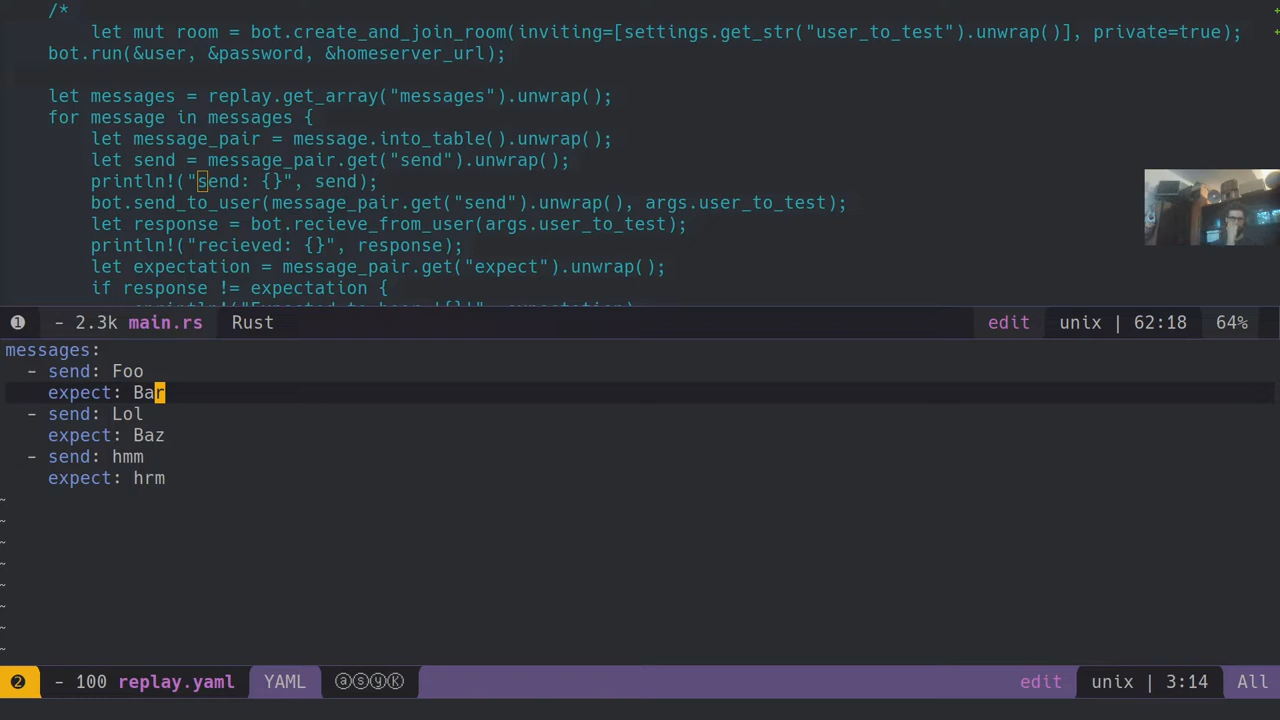 /*
let mut room = bot.create_and_join_room(inviting=[settings.get_str("user_to_test").unwrap()], private=true);
bot.run(&user, &password, &homeserver_url);
let messages = replay.get_array("messages").unwrap();
for message in messages {
let message_pair = message.into_table().unwrap();
let send = message_pair.get("send").unwrap();
println!("send: {}", send);
bot.send_to_user(message_pair.get("send").unwrap(), args.user_to_test);
let response = bot.recieve_from_user(args.user_to_test);
println!("recieved: {}", response);
let expectation = message_pair.get("expect").unwrap();
if response != expectation {
❶ - 2.3k main.rs Rust edit unix | 62:18 64%
messages:
- send: Foo
expect: Bar
- send: Lol
expect: Baz
- send: hmm
expect: hrm
~
~
~
~
~
~
~
~
❷ - 100 replay.yaml YAML ⓐⓢⓨⓀ edit unix | 3:14 All